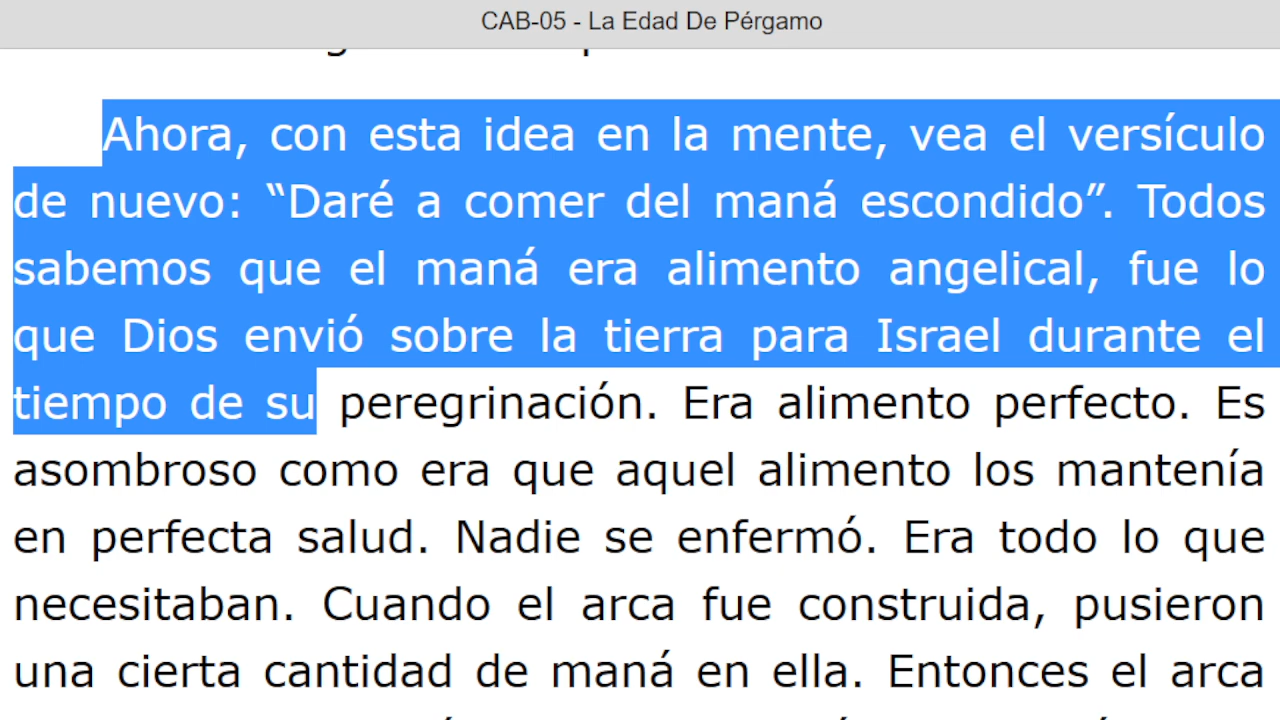 CAB-05 - La Edad De Pérgamo
Ahora, con esta idea en la mente, vea el versículo
de nuevo: “Daré a comer del maná escondido”. Todos
sabemos que el maná era alimento angelical, fue lo
que Dios envió sobre la tierra para Israel durante el
tiempo de su peregrinación. Era alimento perfecto. Es
asombroso como era que aquel alimento los mantenía
en perfecta salud. Nadie se enfermó. Era todo lo que
necesitaban. Cuando el arca fue construida, pusieron
una cierta cantidad de maná en ella. Entonces el arca